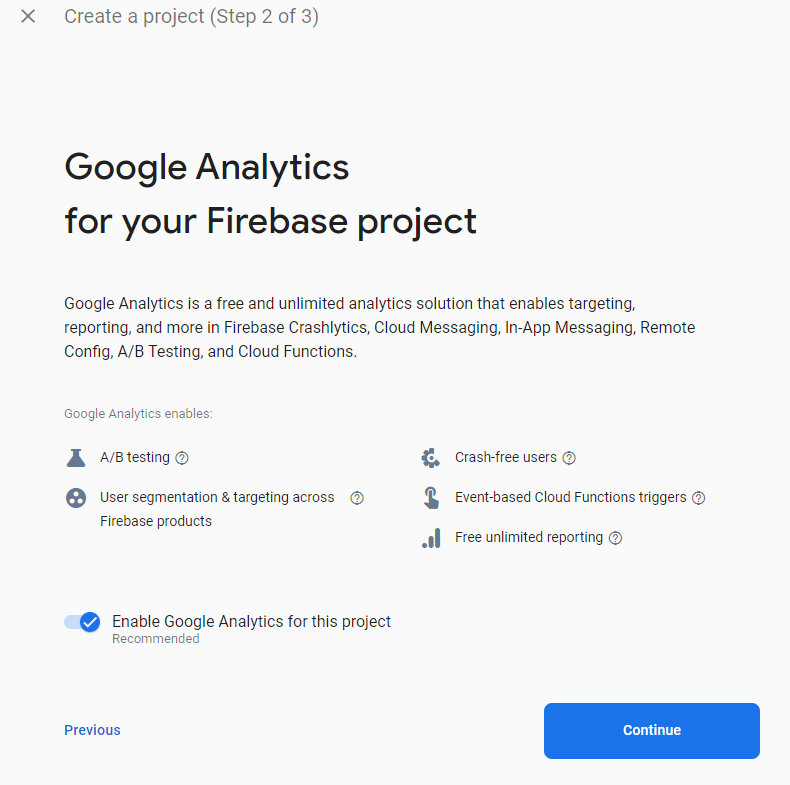 Create a project (Step 2 of 3)
Google Analytics
for your Firebase project
Google Analytics is a free and unlimited analytics solution that enables targeting,
reporting, and more in Firebase Crashlytics, Cloud Messaging, In-App Messaging, Remote
Config, A/B Testing, and Cloud Functions.
Google Analytics enables:
A/B testing
User segmentation & targeting across
Firebase products
Crash-free users
Event-based Cloud Functions triggers
Free unlimited reporting
Enable Google Analytics for this project
Recommended
Previous
Continue